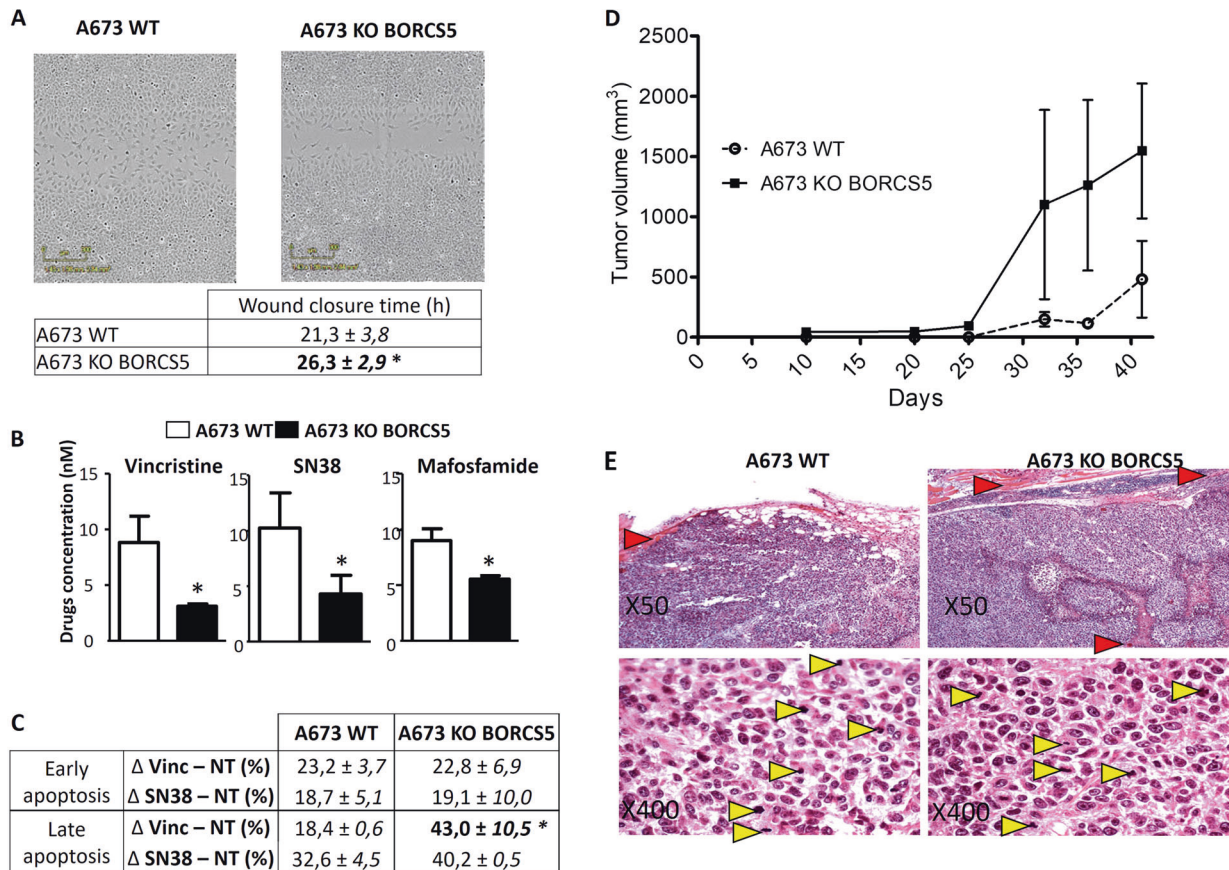 A
A673 WT
A673 KO BORCS5
Wound closure time (h)
A673 WT 21,3 ± 3,8
A673 KO BORCS5 26,3 ± 2,9 *
B
A673 WT A673 KO BORCS5
Drugs concentration (nM)
Vincristine
15
10
5
0
*
SN38
15
10
5
0
*
Mafosfamide
15
10
5
0
*
C
A673 WT A673 KO BORCS5
Early apoptosis
Δ Vinc – NT (%) 23,2 ± 3,7 22,8 ± 6,9
Δ SN38 – NT (%) 18,7 ± 5,1 19,1 ± 10,0
Late apoptosis
Δ Vinc – NT (%) 18,4 ± 0,6 43,0 ± 10,5 *
Δ SN38 – NT (%) 32,6 ± 4,5 40,2 ± 0,5
D
Tumor volume (mm³)
2500
2000
1500
1000
500
0
A673 WT
A673 KO BORCS5
0 5 10 15 20 25 30 35 40
Days
E
A673 WT
A673 KO BORCS5
X50
X50
X400
X400